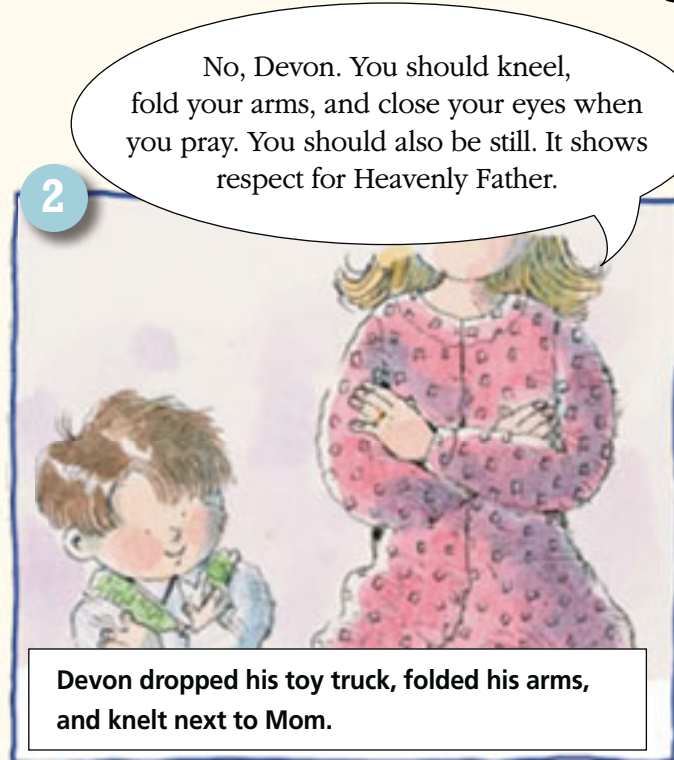 No, Devon. You should kneel,
fold your arms, and close your eyes when
you pray. You should also be still. It shows
respect for Heavenly Father.
2
Devon dropped his toy truck, folded his arms,
and knelt next to Mom.